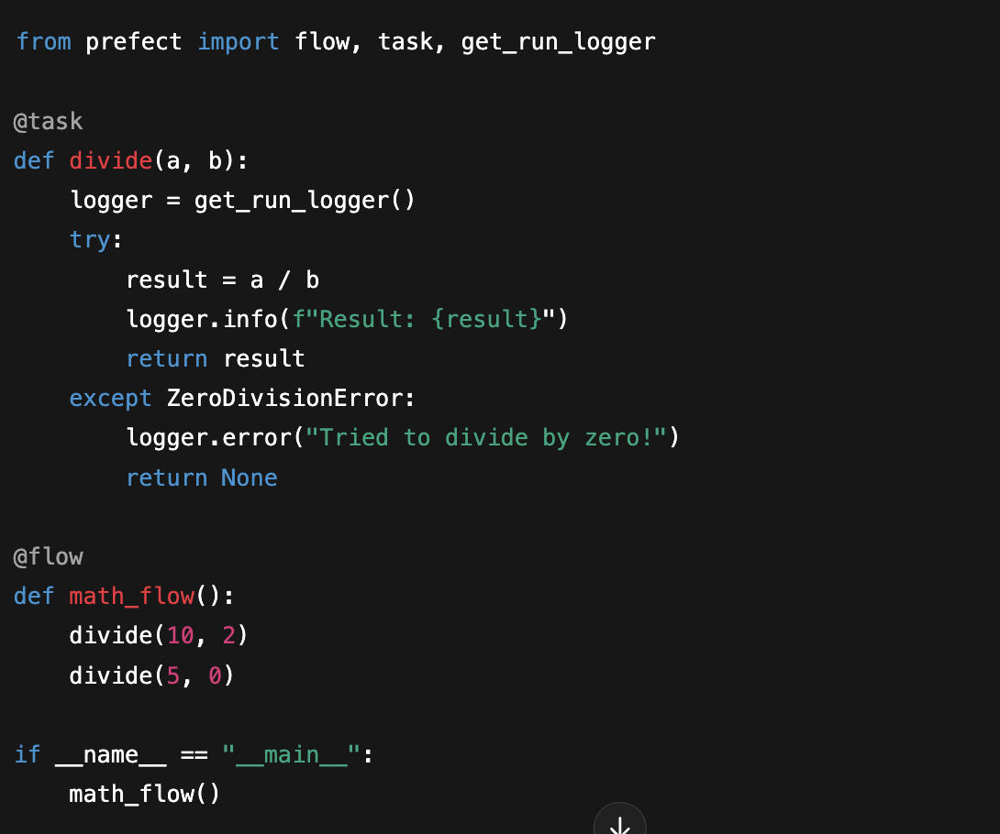 from prefect import flow, task, get_run_logger
@task
def divide(a, b):
    logger = get_run_logger()
    try:
        result = a / b
        logger.info(f"Result: {result}")
        return result
    except ZeroDivisionError:
        logger.error("Tried to divide by zero!")
        return None
@flow
def math_flow():
    divide(10, 2)
    divide(5, 0)
if __name__ == "__main__":
    math_flow()